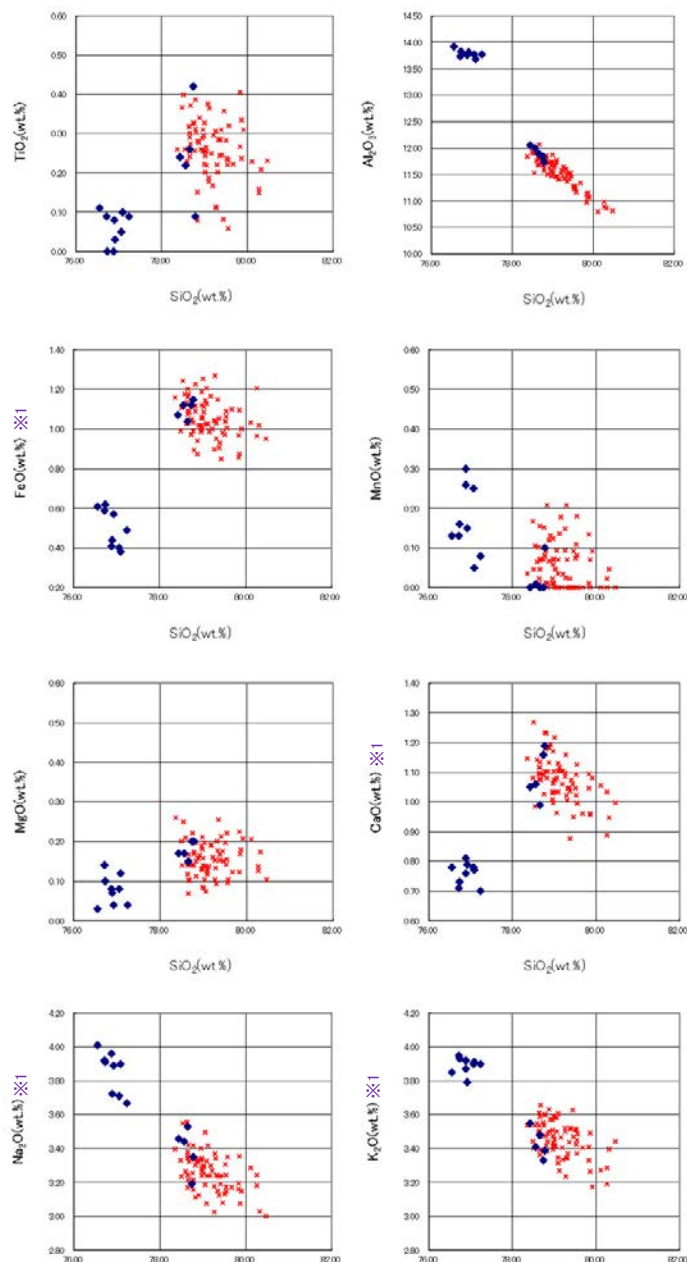 TiO₂(wt.%)
0.60
0.50
0.40
0.30
0.20
0.10
0.00
76.00 78.00 80.00 82.00
SiO₂(wt.%)
Al₂O₃(wt.%)
14.50
14.00
13.50
13.00
12.50
12.00
11.50
11.00
10.50
10.00
76.00 78.00 80.00 82.00
SiO₂(wt.%)
FeO(wt.%) ※1
1.40
1.20
1.00
0.80
0.60
0.40
0.20
76.00 78.00 80.00 82.00
SiO₂(wt.%)
MnO(wt.%)
0.60
0.50
0.40
0.30
0.20
0.10
0.00
76.00 78.00 80.00 82.00
SiO₂(wt.%)
MgO(wt.%)
0.60
0.50
0.40
0.30
0.20
0.10
0.00
76.00 78.00 80.00 82.00
SiO₂(wt.%)
CaO(wt.%) ※1
1.40
1.30
1.20
1.10
1.00
0.90
0.80
0.70
0.60
76.00 78.00 80.00 82.00
SiO₂(wt.%)
Na₂O(wt.%) ※1
4.20
4.00
3.80
3.60
3.40
3.20
3.00
2.80
76.00 78.00 80.00 82.00
K₂O(wt.%) ※1
4.20
4.00
3.80
3.60
3.40
3.20
3.00
2.80
76.00 78.00 80.00 82.00